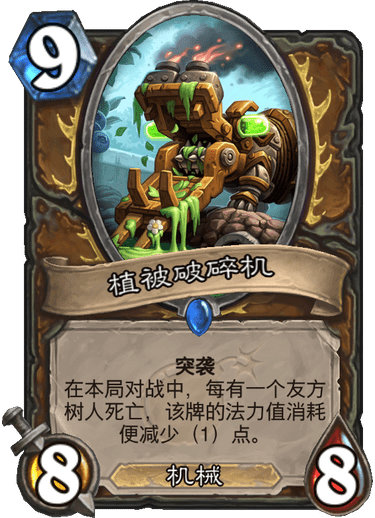 9
植被破碎机
突袭
在本局对战中，每有一个友方
树人死亡，该牌的法力值消耗
便减少（1）点。
8
机械
8